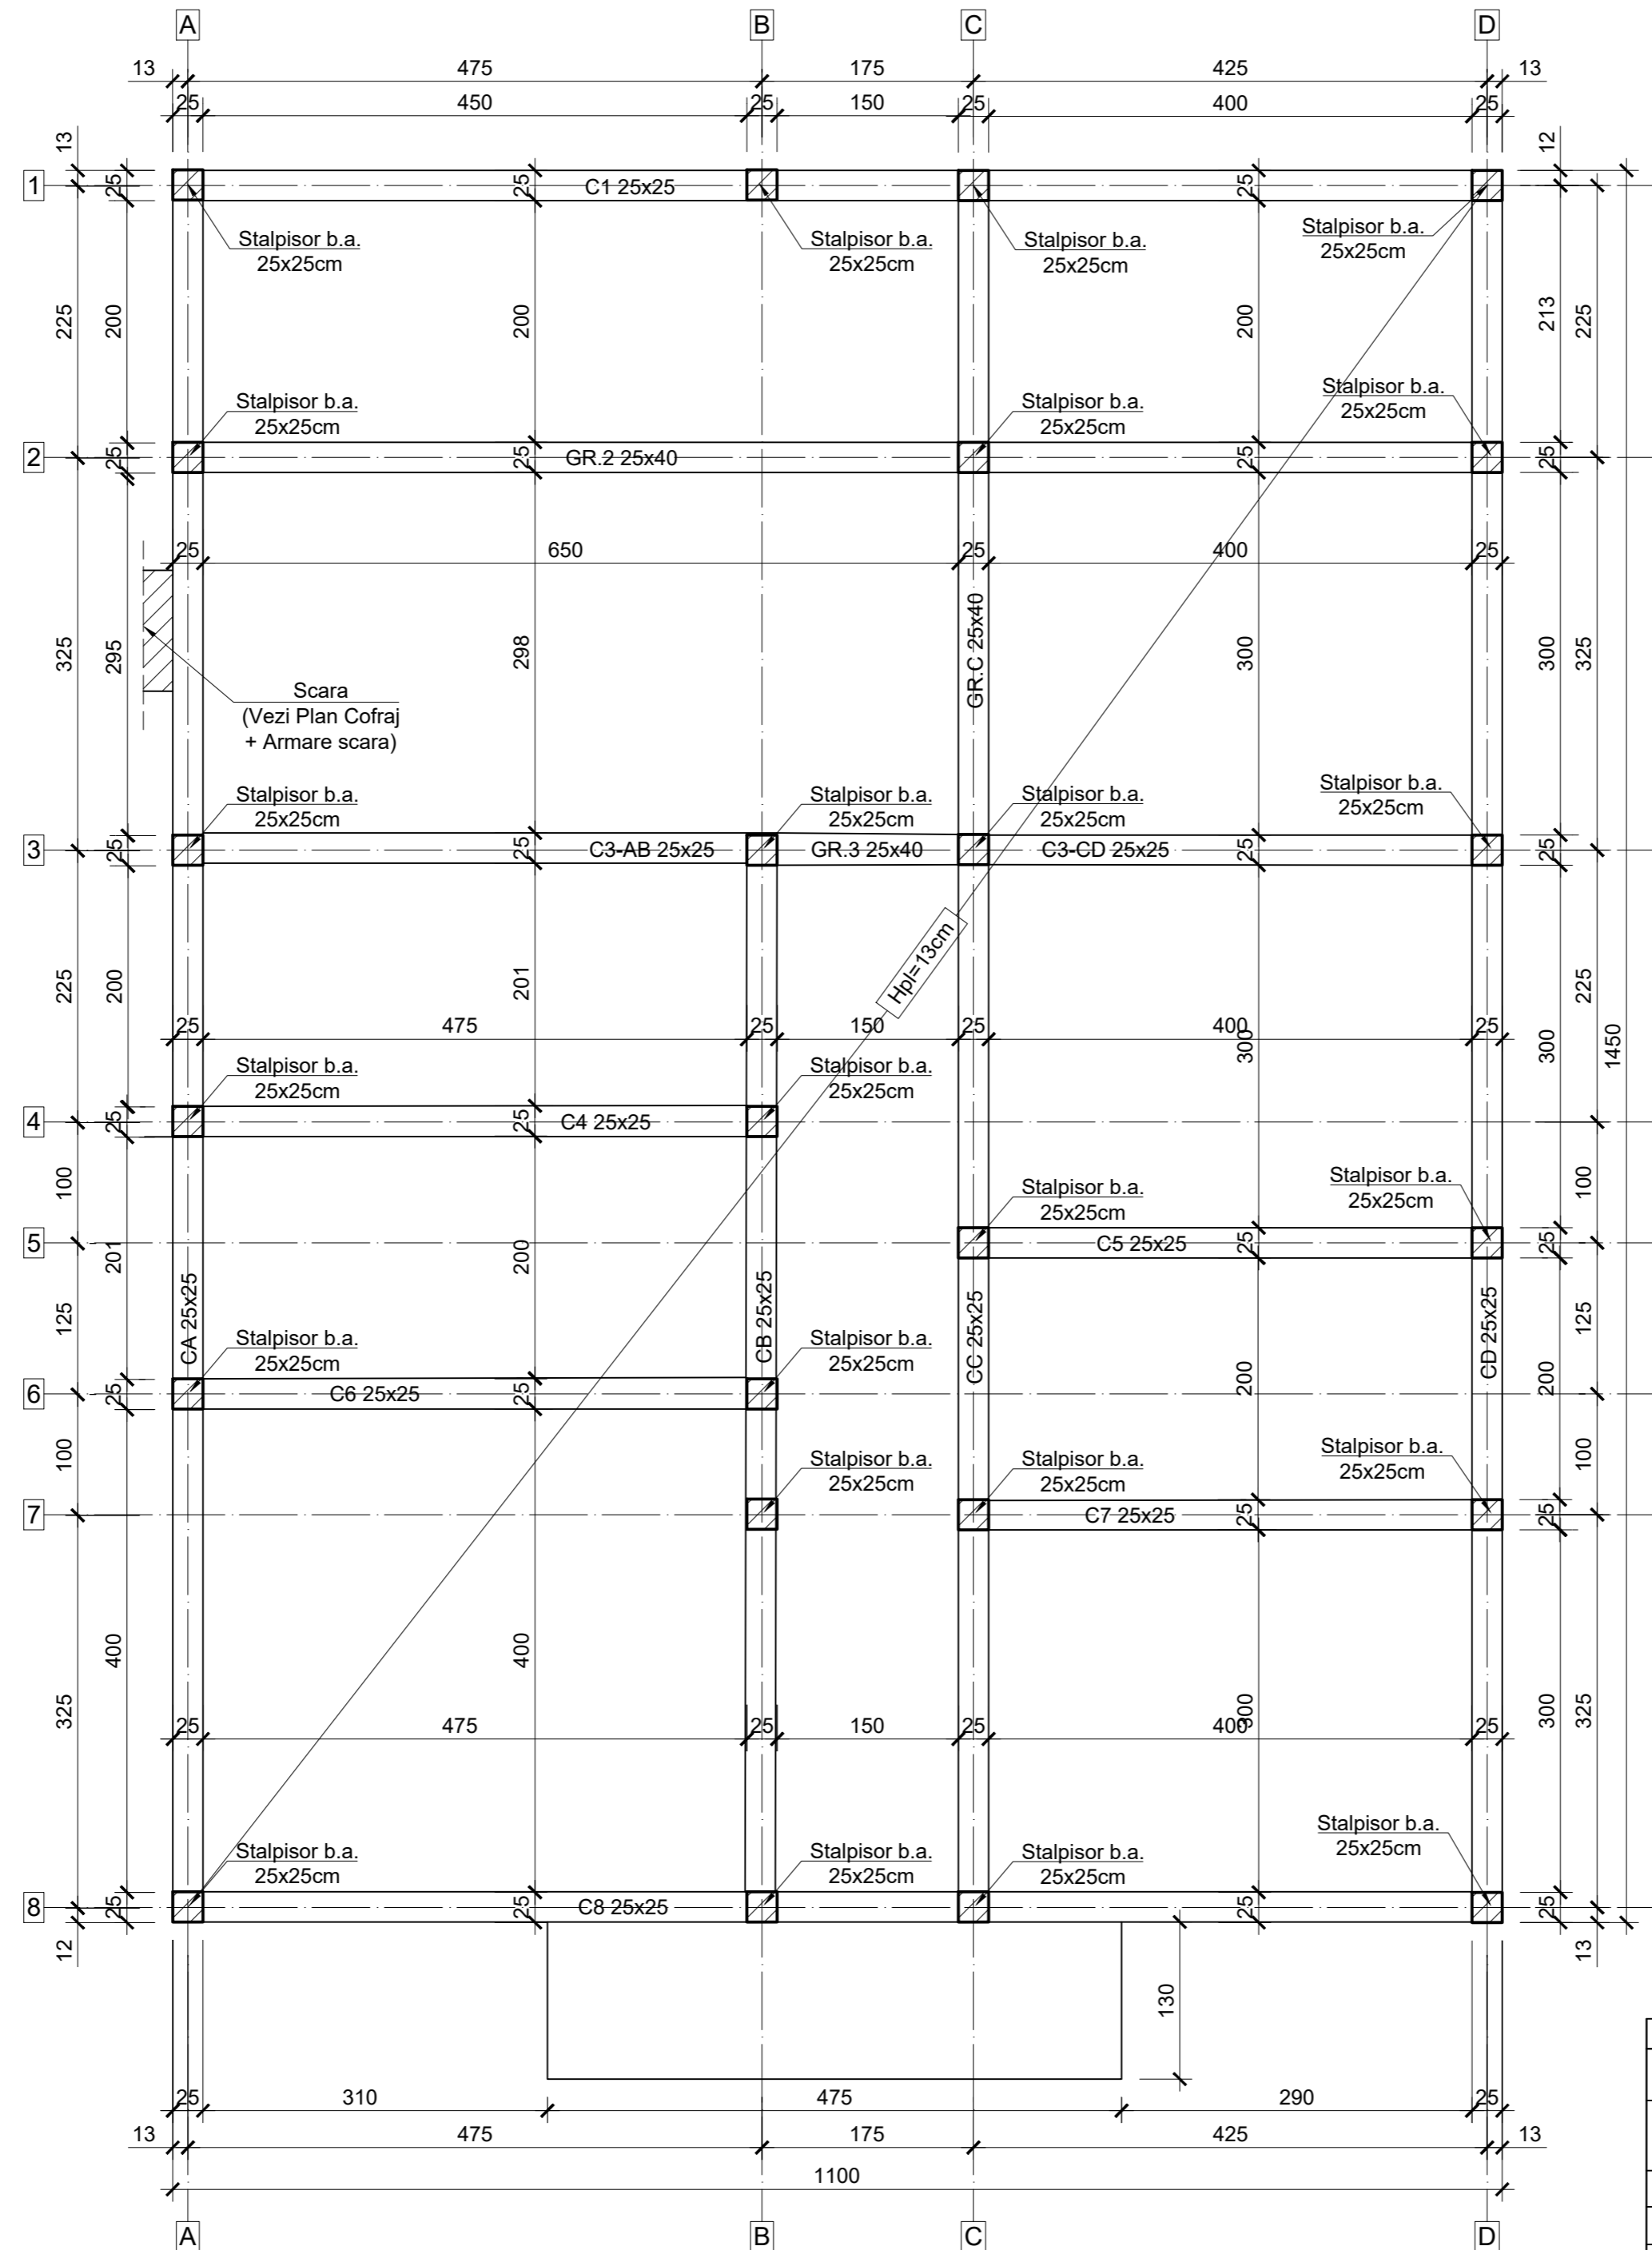 A B C D
13 475 175 425 13
25 450 25 150 25 400 25
13 12
1 25 25 C1 25x25 25
Stalpisor b.a. Stalpisor b.a. Stalpisor b.a. Stalpisor b.a.
25x25cm 25x25cm 25x25cm 25x25cm
225 200 200 200 213 225
Stalpisor b.a. Stalpisor b.a. Stalpisor b.a.
25x25cm 25x25cm 25x25cm
2 25 25 GR.2 25x40 25 25
25 650 25 400 25
325 295 298 GR.C 25x40 300 300 325
Scara
(Vezi Plan Cofraj
+ Armare scara)
Stalpisor b.a. Stalpisor b.a. Stalpisor b.a. Stalpisor b.a.
25x25cm 25x25cm 25x25cm 25x25cm
3 25 25 C3-AB 25x25 GR.3 25x40 C3-CD 25x25 25 25
Hpl=13cm
225 200 201 225
25 475 25 150 25 400 25
300 300 1450
Stalpisor b.a. Stalpisor b.a.
25x25cm 25x25cm
4 25 25 C4 25x25
100 100
Stalpisor b.a. Stalpisor b.a.
25x25cm 25x25cm
5 201 200 C5 25x25 25 25
125 CA 25x25 CB 25x25 CC 25x25 CD 25x25 125
Stalpisor b.a. Stalpisor b.a.
25x25cm 25x25cm
6 25 C6 25x25 25 200 200
100 100
Stalpisor b.a. Stalpisor b.a. Stalpisor b.a.
25x25cm 25x25cm 25x25cm
7 C7 25x25 25 25
325 400 400 300 300 325
25 475 25 150 25 400 25
Stalpisor b.a. Stalpisor b.a. Stalpisor b.a. Stalpisor b.a.
25x25cm 25x25cm 25x25cm 25x25cm
8 25 25 C8 25x25 25 25
12 13
130
25 310 475 290 25
13 475 175 425 13
1100
A B C D